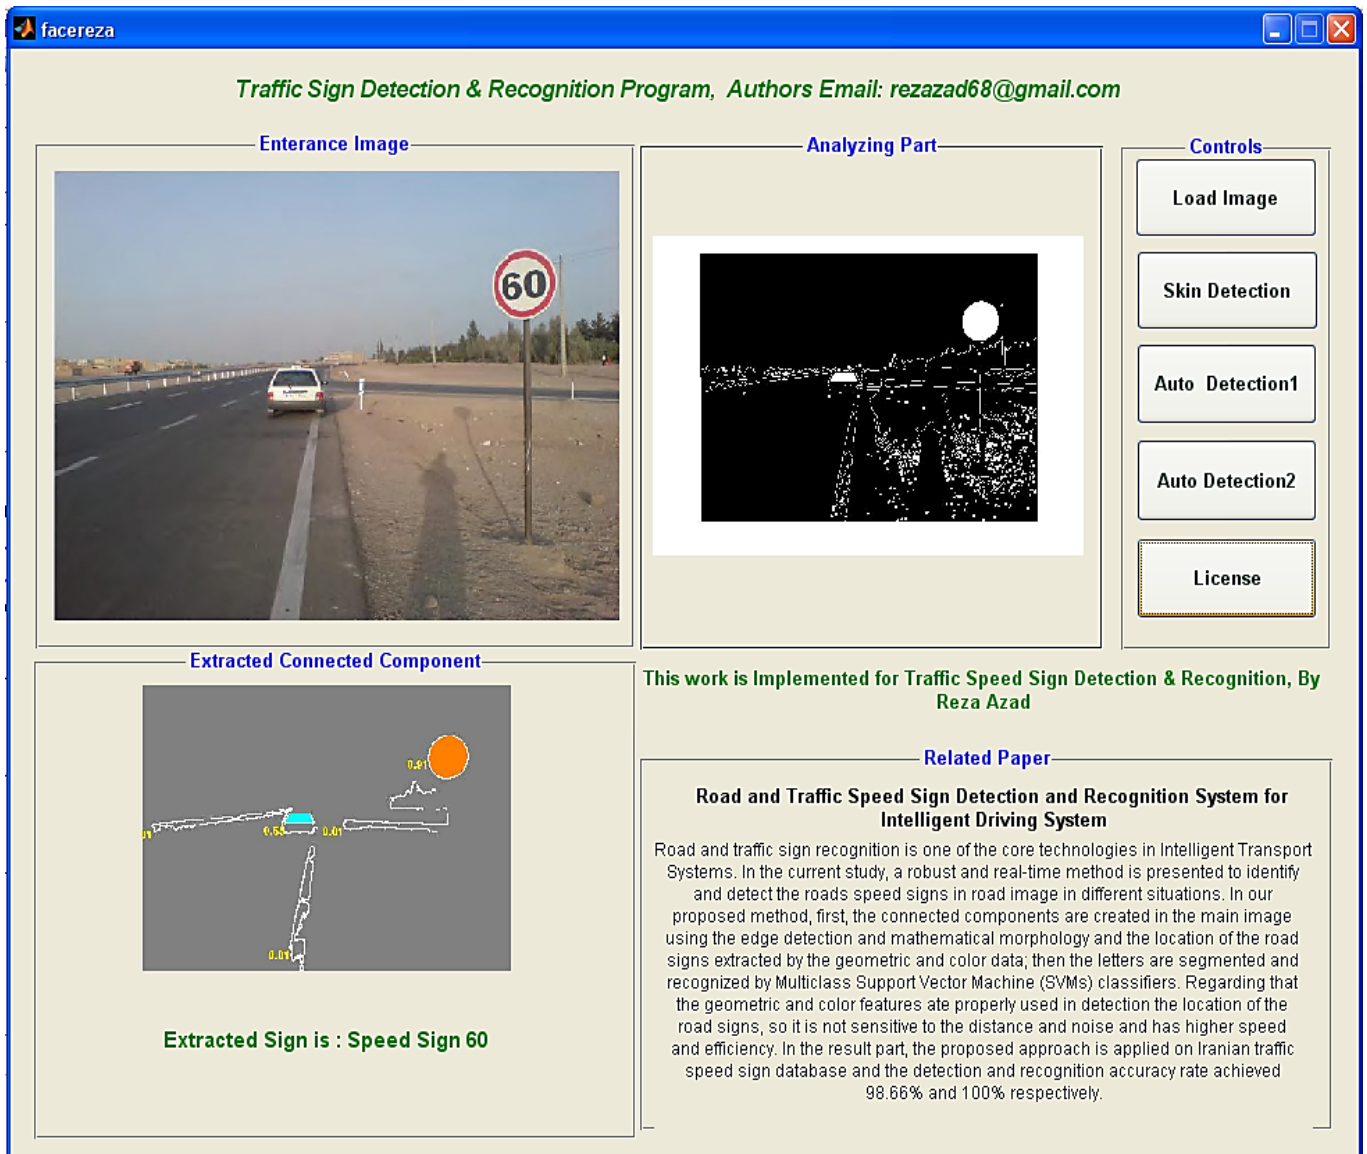 facereza
Traffic Sign Detection & Recognition Program, Authors Email: rezazad68@gmail.com
Enterance Image
60
Analyzing Part
Controls
Load Image
Skin Detection
Auto Detection1
Auto Detection2
License
Extracted Connected Component
0.91
0.53
0.01
0.01
Extracted Sign is : Speed Sign 60
This work is Implemented for Traffic Speed Sign Detection & Recognition, By
Reza Azad
Related Paper
Road and Traffic Speed Sign Detection and Recognition System for
Intelligent Driving System
Road and traffic sign recognition is one of the core technologies in Intelligent Transport
Systems. In the current study, a robust and real-time method is presented to identify
and detect the roads speed signs in road image in different situations. In our
proposed method, first, the connected components are created in the main image
using the edge detection and mathematical morphology and the location of the road
signs extracted by the geometric and color data; then the letters are segmented and
recognized by Multiclass Support Vector Machine (SVMs) classifiers. Regarding that
the geometric and color features ate properly used in detection the location of the
road signs, so it is not sensitive to the distance and noise and has higher speed
and efficiency. In the result part, the proposed approach is applied on Iranian traffic
speed sign database and the detection and recognition accuracy rate achieved
98.66% and 100% respectively.